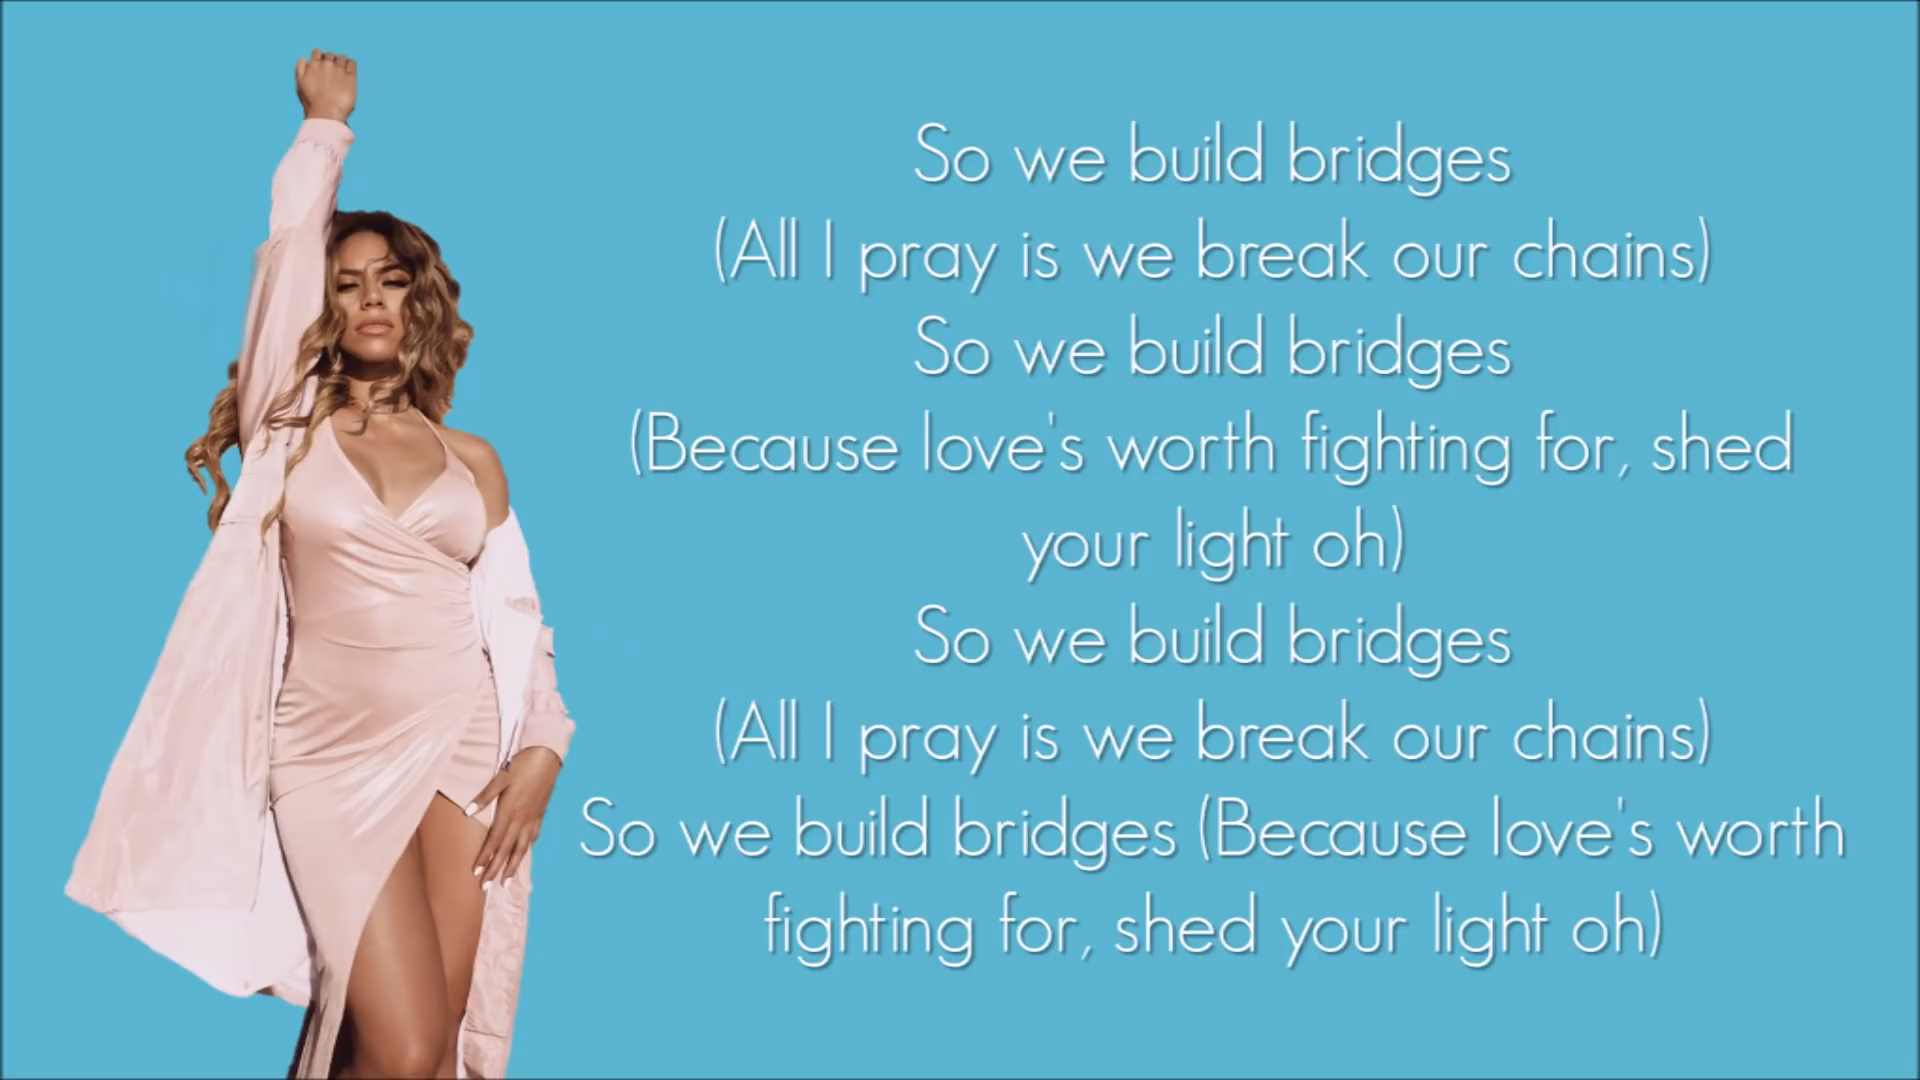 So we build bridges
(All I pray is we break our chains)
So we build bridges
(Because love's worth fighting for, shed
your light oh)
So we build bridges
(All I pray is we break our chains)
So we build bridges (Because love's worth
fighting for, shed your light oh)